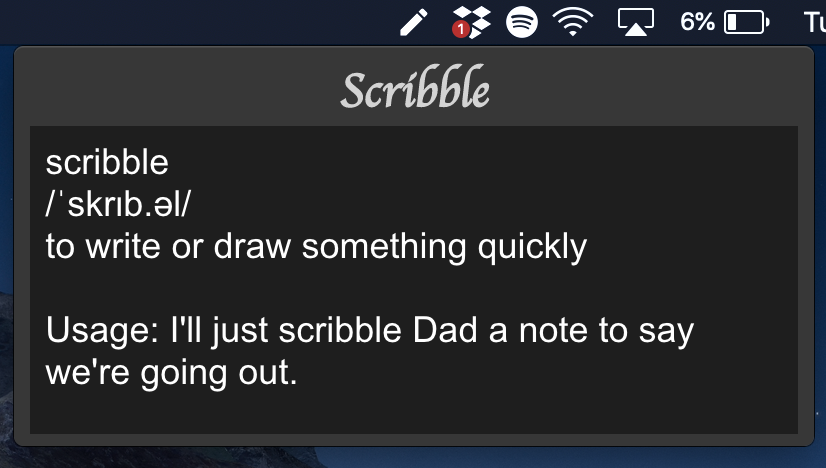 1
6%
Tu
Scribble
scribble
/ˈskrɪb.əl/
to write or draw something quickly
Usage: I'll just scribble Dad a note to say
we're going out.